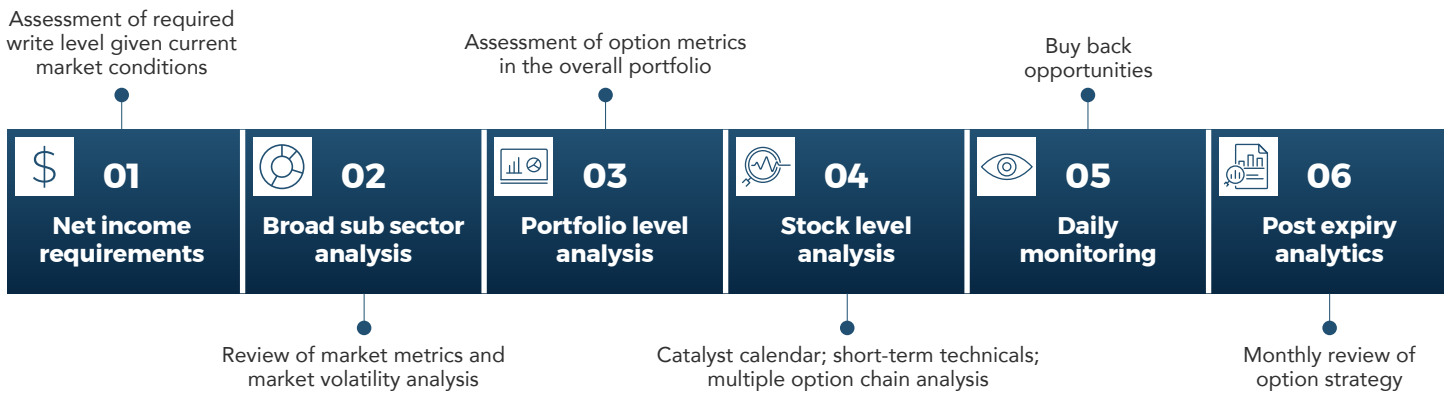 Assessment of required
write level given current
market conditions
Assessment of option metrics
in the overall portfolio
Buy back
opportunities
01
Net income
requirements
02
Broad sub sector
analysis
03
Portfolio level
analysis
04
Stock level
analysis
05
Daily
monitoring
06
Post expiry
analytics
Review of market metrics and
market volatility analysis
Catalyst calendar; short-term technicals;
multiple option chain analysis
Monthly review of
option strategy